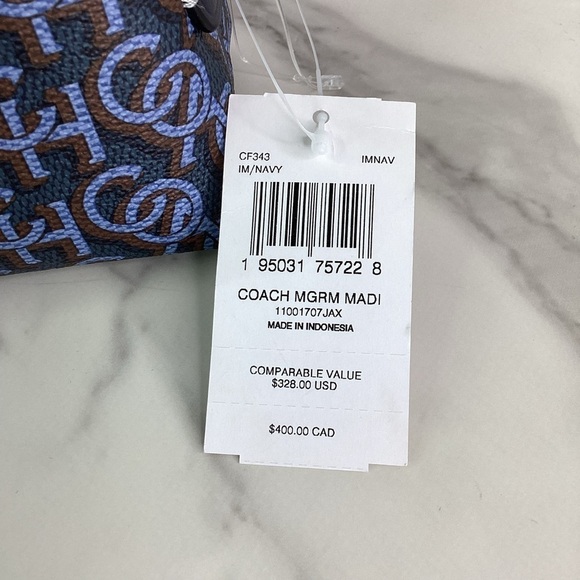 COACH
CF343 IMNAV
IM/NAVY
1 95031 75722 8
COACH MGRM MADI
11001707JAX
MADE IN INDONESIA
COMPARABLE VALUE
$328.00 USD
$400.00 CAD